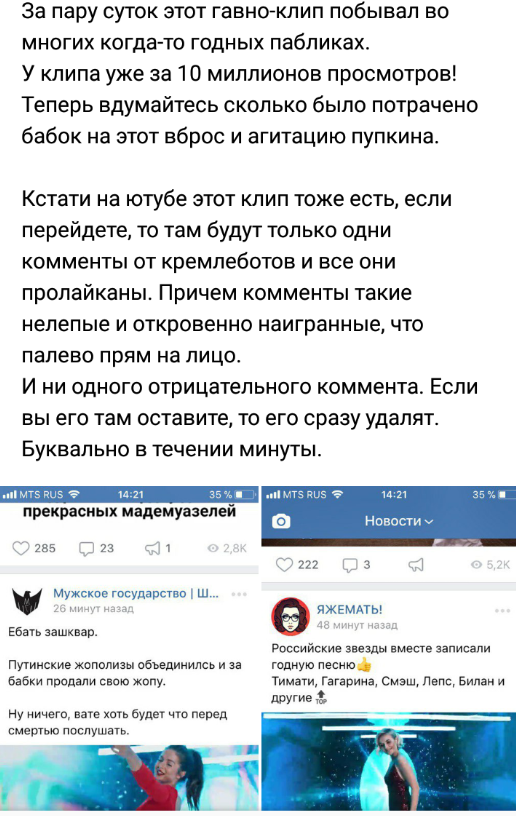 За пару суток этот гавно-клип побывал во
многих когда-то годных пабликах.
У клипа уже за 10 миллионов просмотров!
Теперь вдумайтесь сколько было потрачено
бабок на этот вброс и агитацию пупкина.
Кстати на ютубе этот клип тоже есть, если
перейдете, то там будут только одни
комменты от кремлеботов и все они
пролайканы. Причем комменты такие
нелепые и откровенно наигранные, что
палево прям на лицо.
И ни одного отрицательного коммента. Если
вы его там оставите, то его сразу удалят.
Буквально в течении минуты.
MTS RUS 14:21 35 %
прекрасных мадемуазелей
285 23 1 2,8K
Мужское государство | Ш...
26 минут назад
Ебать зашквар.
Путинские жополизы объединилсь и за
бабки продали свою жопу.
Ну ничего, вате хоть будет что перед
смертью послушать.
MTS RUS 14:21 35 %
Новости
222 3 5,2K
ЯЖЕМАТЬ!
48 минут назад
Российские звезды вместе записали
годную песню👍
Тимати, Гагарина, Смэш, Лепс, Билан и
другие 🔝